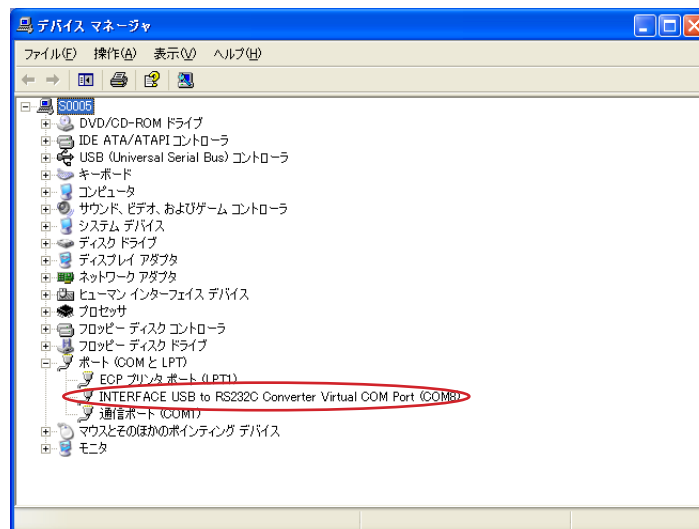 デバイス マネージャ
ファイル(F) 操作(A) 表示(V) ヘルプ(H)
S0005
DVD/CD-ROM ドライブ
IDE ATA/ATAPI コントローラ
USB (Universal Serial Bus) コントローラ
キーボード
コンピュータ
サウンド、ビデオ、およびゲーム コントローラ
システム デバイス
ディスク ドライブ
ディスプレイ アダプタ
ネットワーク アダプタ
ヒューマン インターフェイス デバイス
プロセッサ
フロッピー ディスク コントローラ
フロッピー ディスク ドライブ
ポート (COM と LPT)
ECP プリンタ ポート (LPT1)
INTERFACE USB to RS232C Converter Virtual COM Port (COM8)
通信ポート (COM1)
マウスとそのほかのポインティング デバイス
モニタ